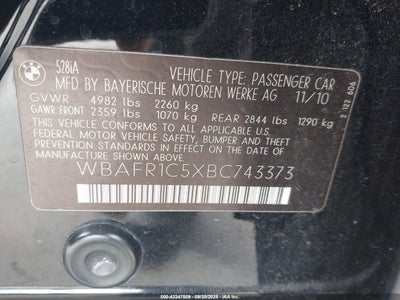 528iA
VEHICLE TYPE: PASSENGER CAR
MFD BY BAYERISCHE MOTOREN WERKE AG 11/10
GVWR 4982 lbs 2260 kg
GAWR FRONT 2359 lbs 1070 kg REAR 2844 lbs 1290 kg
THIS VEHICLE CONFORMS TO ALL APPLICABLE
FEDERAL MOTOR VEHICLE SAFETY, BUMPER, AND
THEFT PREVENTION STANDARDS IN EFFECT ON THE
DATE OF MANUFACTURE SHOWN ABOVE.
WBAFR1C5XBC743373